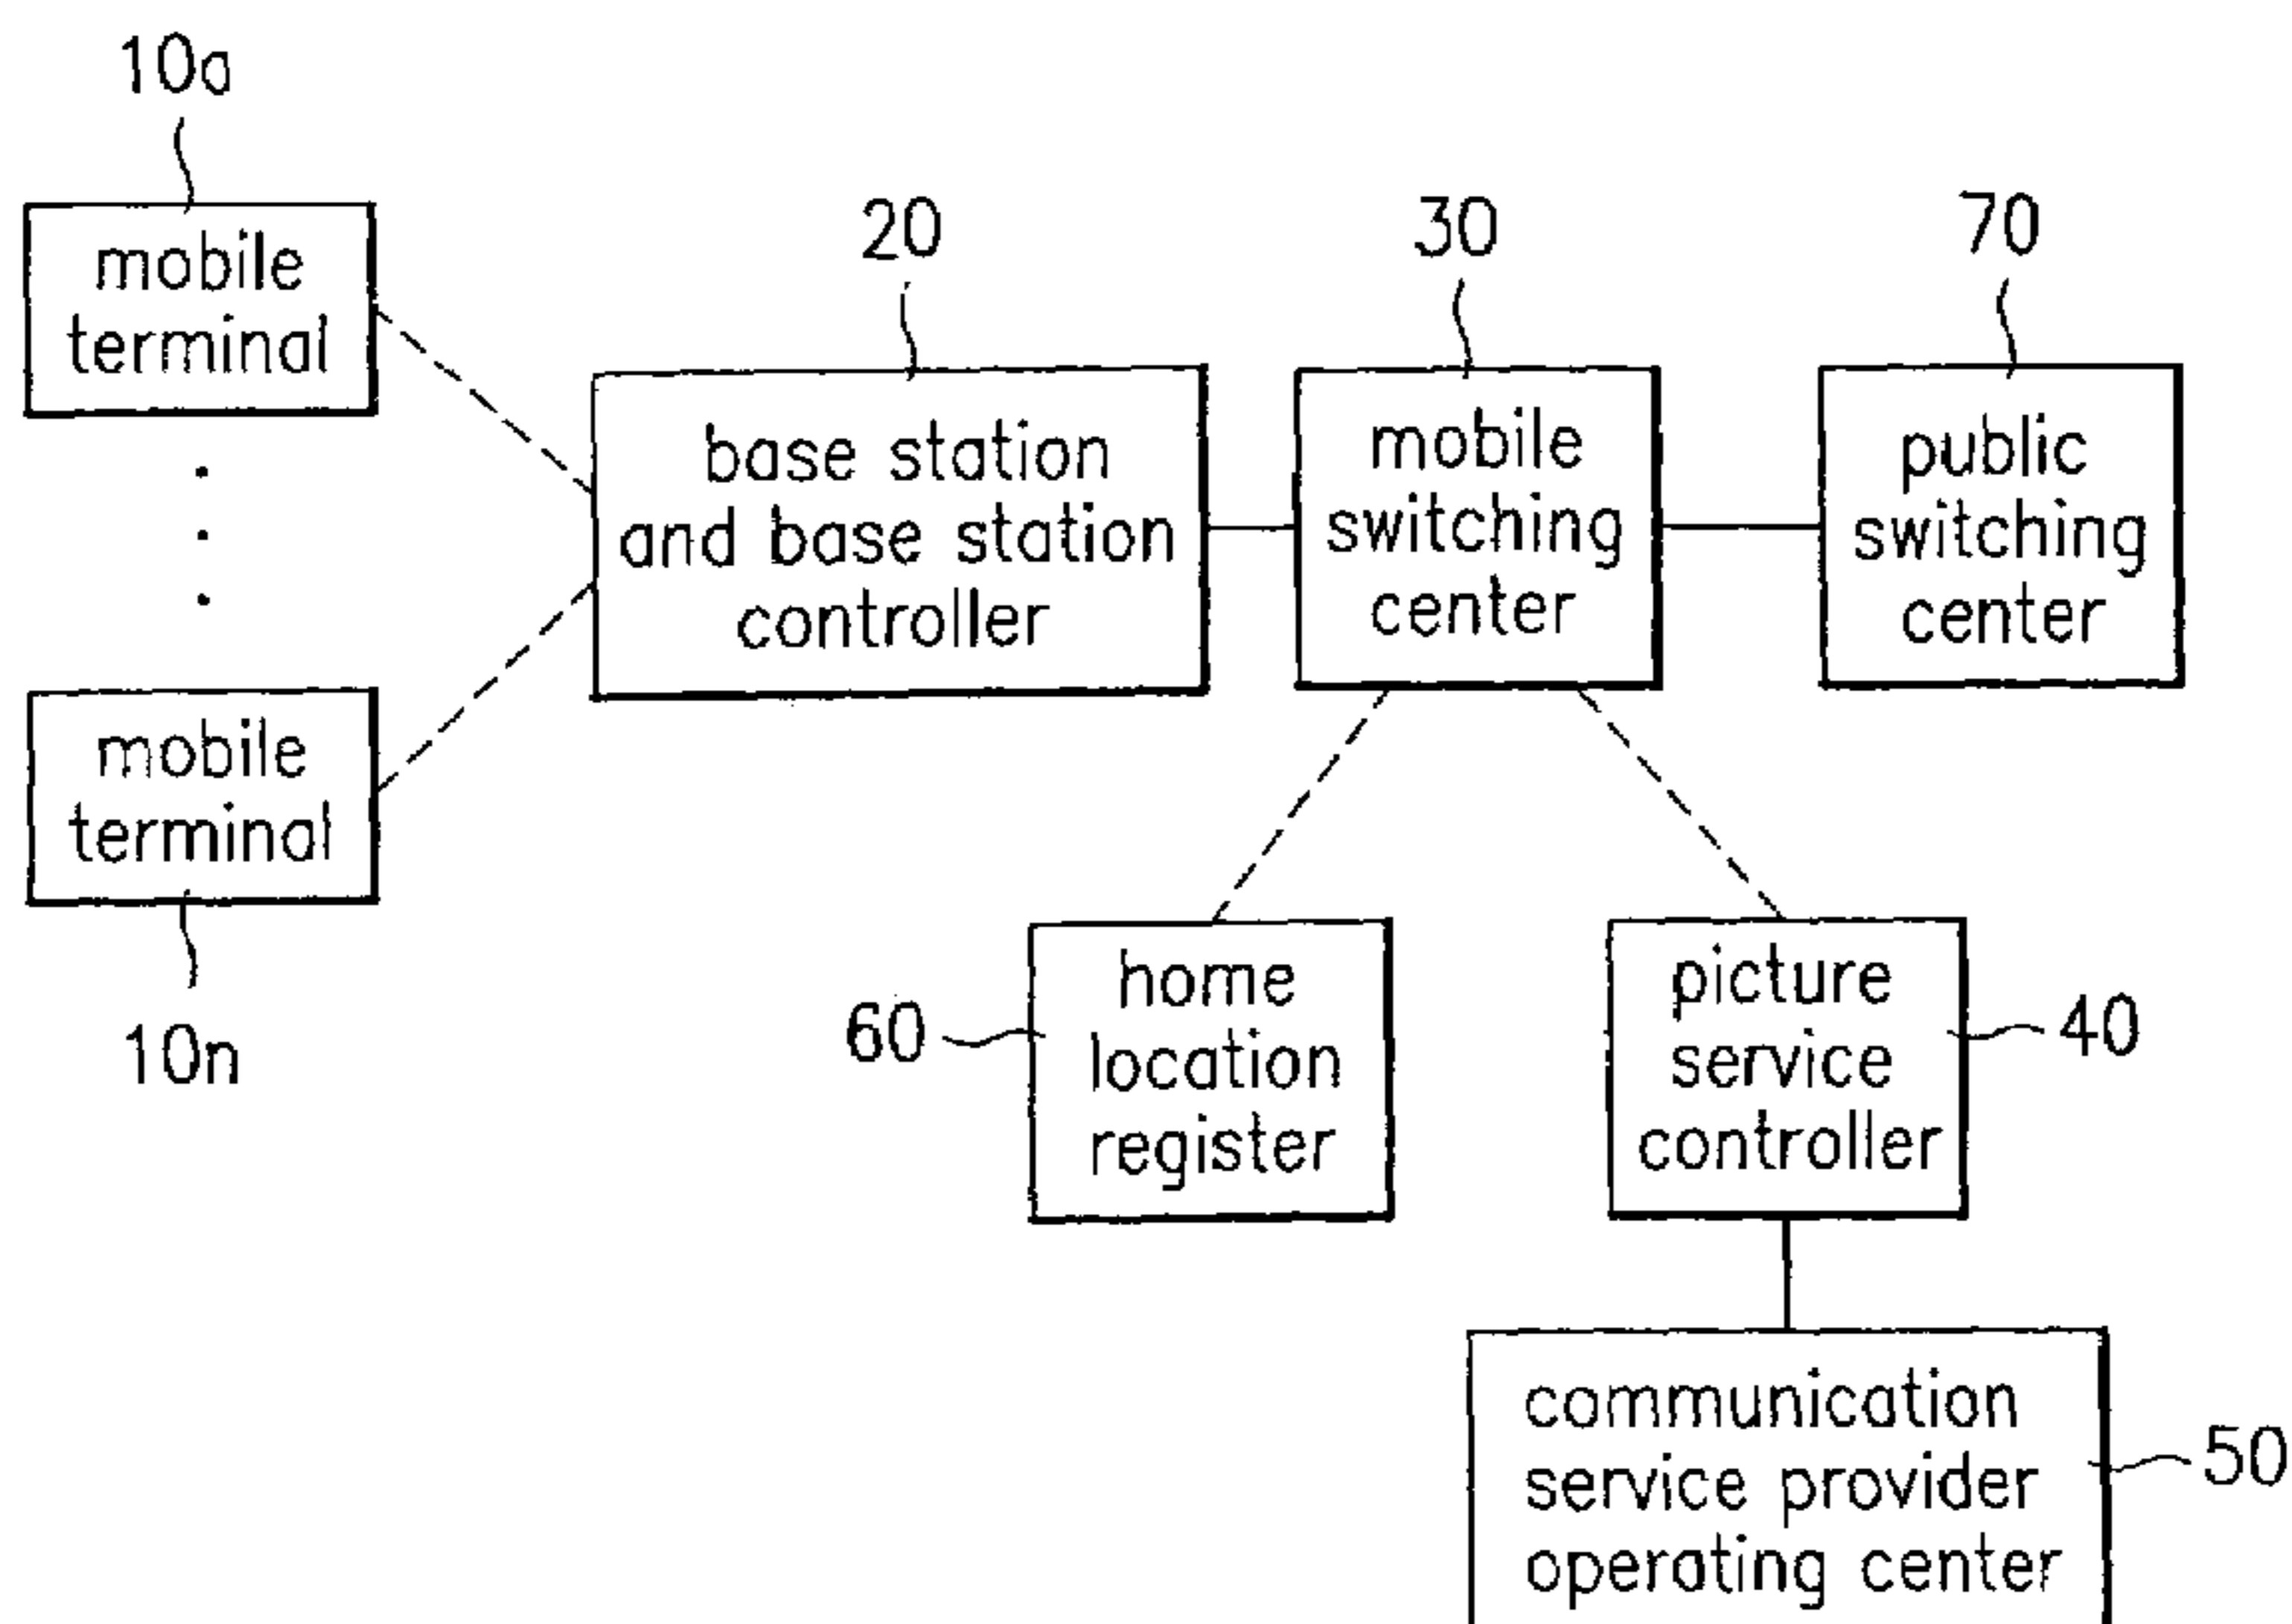 10a
mobile
terminal
20
base station
and base station
controller
30
mobile
switching
center
70
public
switching
center
mobile
terminal
10n
60
home
location
register
picture
service
controller
40
communication
service provider
operating center
50